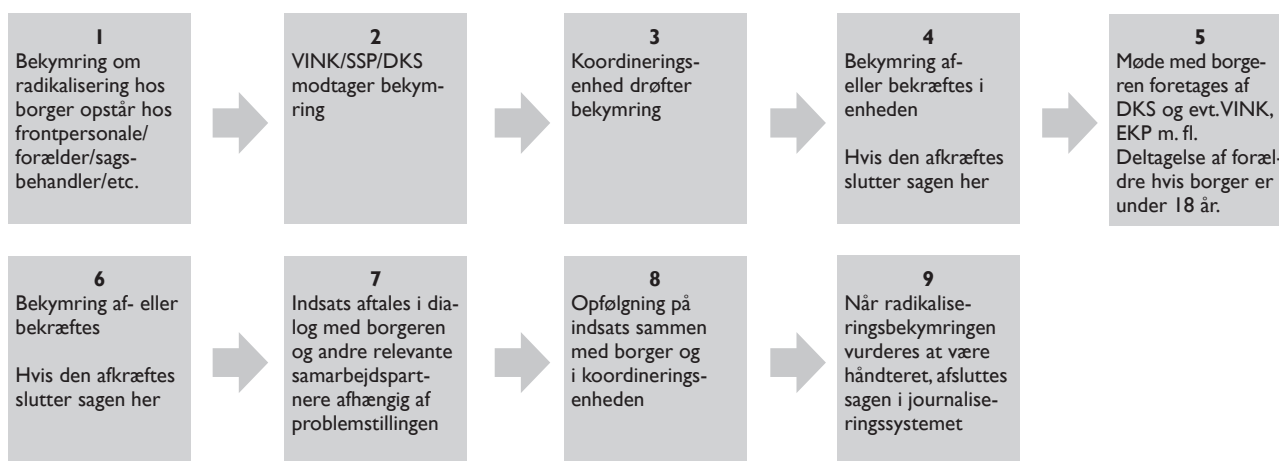 1
Bekymring om
radikalisering hos
borger opstår hos
frontpersonale/
forælder/sags-
behandler/etc.
2
VINK/SSP/DKS
modtager bekym-
ring
3
Koordinerings-
enhed drøfter
bekymring
4
Bekymring af-
eller bekræftes i
enheden
Hvis den afkræftes
slutter sagen her
5
Møde med borge-
ren foretages af
DKS og evt. VINK,
EKP m. fl.
Deltagelse af foræl-
dre hvis borger er
under 18 år.
6
Bekymring af- eller
bekræftes
Hvis den afkræftes
slutter sagen her
7
Indsats aftales i dia-
log med borgeren
og andre relevante
samarbejdspart-
nere afhængig af
problemstillingen
8
Opfølgning på
indsats sammen
med borger og
i koordinerings-
enheden
9
Når radikalise-
ringsbekymringen
vurderes at være
håndteret, afsluttes
sagen i journalise-
ringssystemet